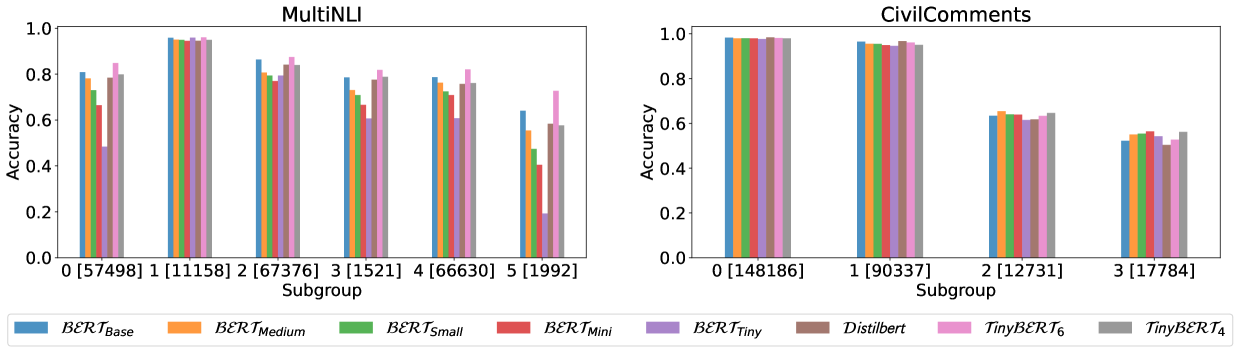 MultiNLI
Accuracy
1.0
0.8
0.6
0.4
0.2
0.0
0 [57498] 1 [11158] 2 [67376] 3 [1521] 4 [66630] 5 [1992]
Subgroup
CivilComments
Accuracy
1.0
0.8
0.6
0.4
0.2
0.0
0 [148186] 1 [90337] 2 [12731] 3 [17784]
Subgroup
BERT_Base BERT_Medium BERT_Small BERT_Mini BERT_Tiny Distilbert TinyBERT_6 TinyBERT_4